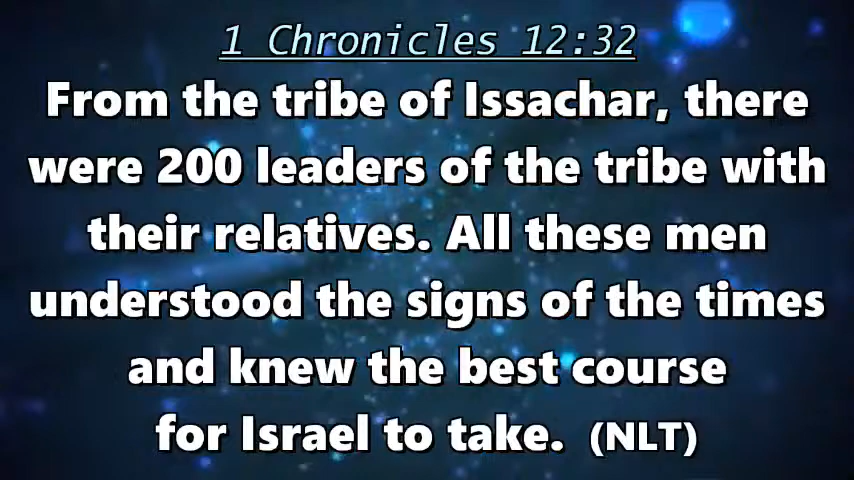 1 Chronicles 12:32
From the tribe of Issachar, there
were 200 leaders of the tribe with
their relatives. All these men
understood the signs of the times
and knew the best course
for Israel to take. (NLT)